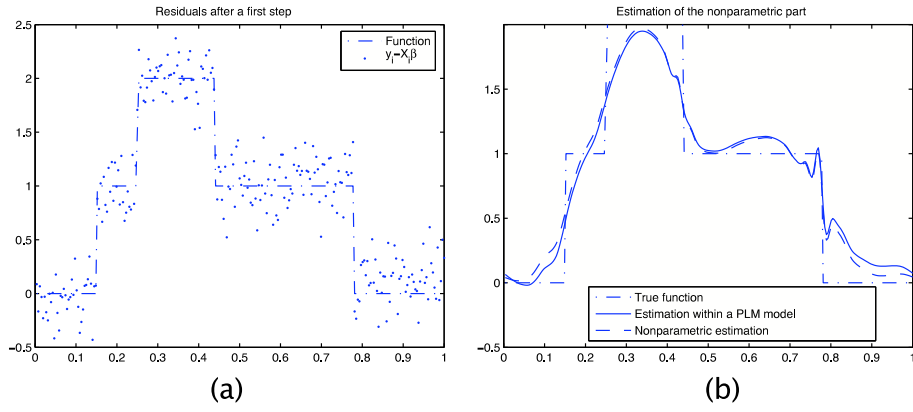 Residuals after a first step
2.5
2
1.5
1
0.5
0
−0.5
0 0.1 0.2 0.3 0.4 0.5 0.6 0.7 0.8 0.9 1
Function
y_i−X_iβ
(a)
Estimation of the nonparametric part
1.5
1
0.5
0
−0.5
0 0.1 0.2 0.3 0.4 0.5 0.6 0.7 0.8 0.9 1
True function
Estimation within a PLM model
Nonparametric estimation
(b)